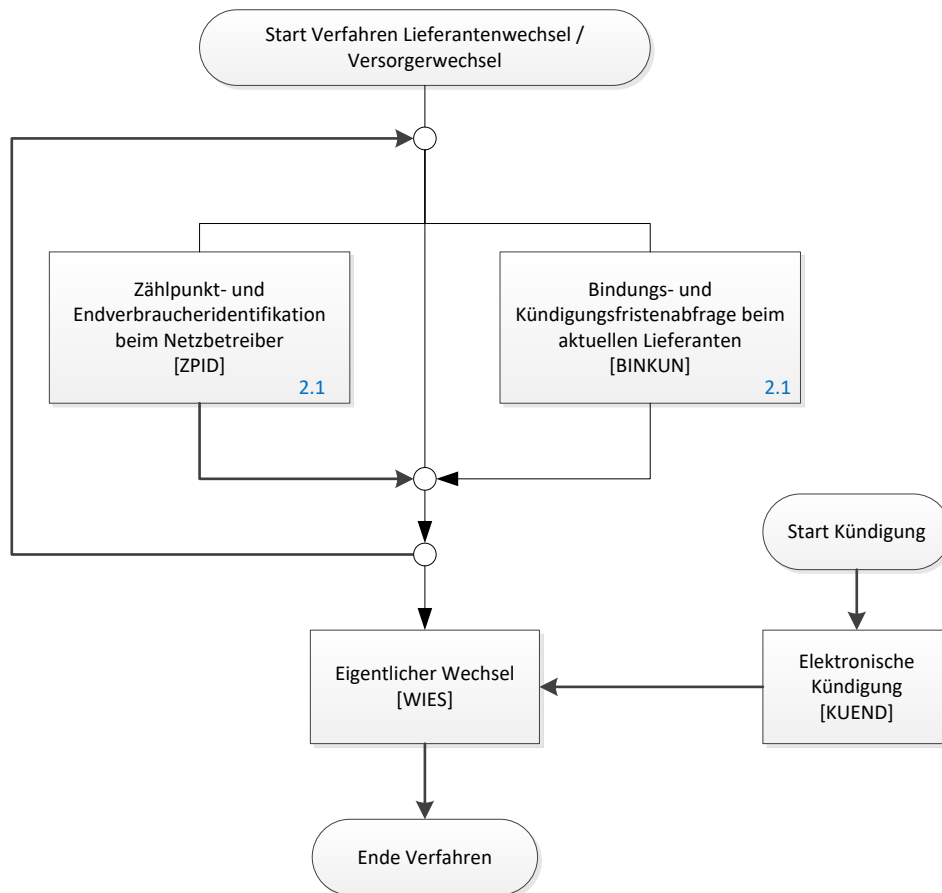 Start Verfahren Lieferantenwechsel /
Versorgerwechsel
Zählpunkt- und
Endverbraucheridentifikation
beim Netzbetreiber
[ZPID]
2.1
Bindungs- und
Kündigungsfristenabfrage beim
aktuellen Lieferanten
[BINKUN]
2.1
Start Kündigung
Eigentlicher Wechsel
[WIES]
Elektronische
Kündigung
[KUEND]
Ende Verfahren